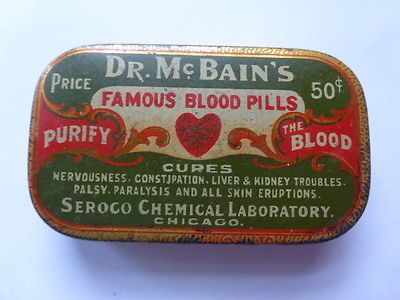 DR. McBAIN'S
PRICE 50¢
FAMOUS BLOOD PILLS
PURIFY THE BLOOD
CURES
NERVOUSNESS. CONSTIPATION. LIVER & KIDNEY TROUBLES.
PALSY. PARALYSIS AND ALL SKIN ERUPTIONS.
SEROCO CHEMICAL LABORATORY.
CHICAGO.